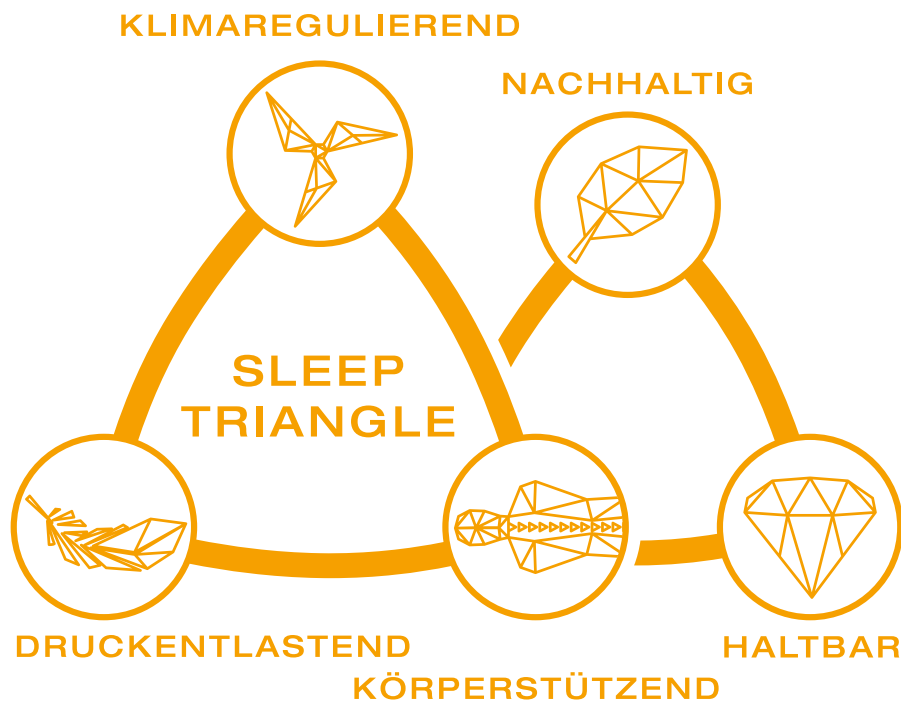 KLIMAREGULIEREND
NACHHALTIG
SLEEP
TRIANGLE
DRUCKENTLASTEND
HALTBAR
KÖRPERSTÜTZEND